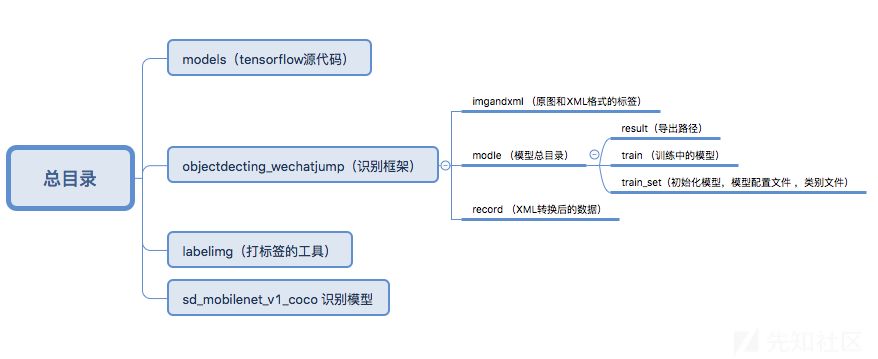 总目录
models（tensorflow源代码）
objectdecting_wechatjump（识别框架）
imgandxml （原图和XML格式的标签）
modle （模型总目录）
result（导出路径）
train （训练中的模型）
train_set（初始化模型，模型配置文件 ，类别文件）
record （XML转换后的数据）
labelimg（打标签的工具）
sd_mobilenet_v1_coco 识别模型
先知社区